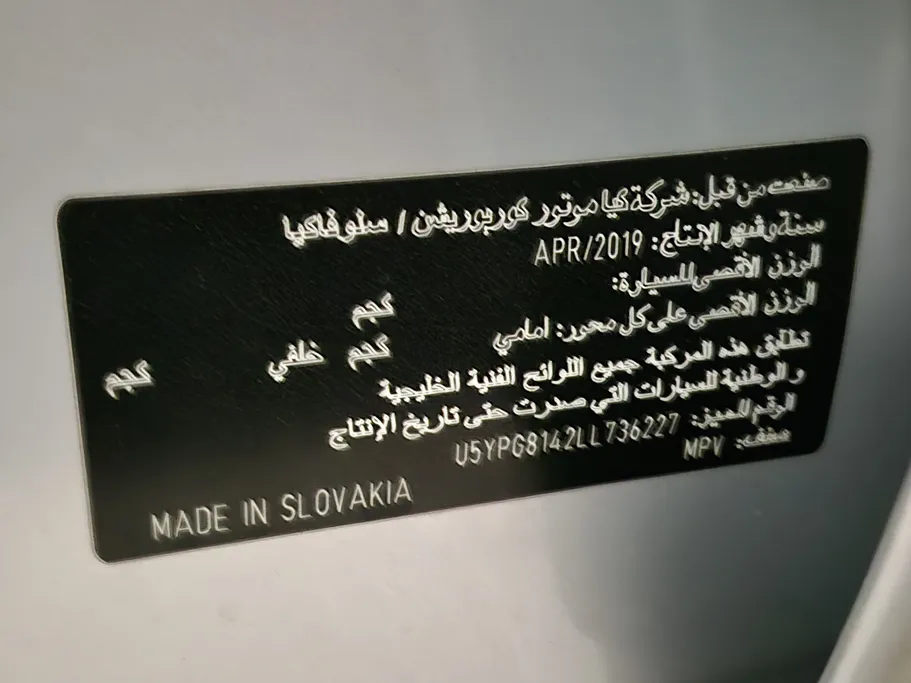 صنعت من قبل: شركة كيا موتور كوربوريشن / سلوفاكيا
سنة وشهر الإنتاج: APR/2019
الوزن الأقصى للسيارة: كجم
الوزن الأقصى على كل محور: امامي كجم خلفي كجم
تطابق هذه المركبة جميع اللوائح الفنية الخليجية
و الوطنية للسيارات التي صدرت حتى تاريخ الإنتاج
الرقم المميز: U5YPG8142LL736227
صنف: MPV
MADE IN SLOVAKIA